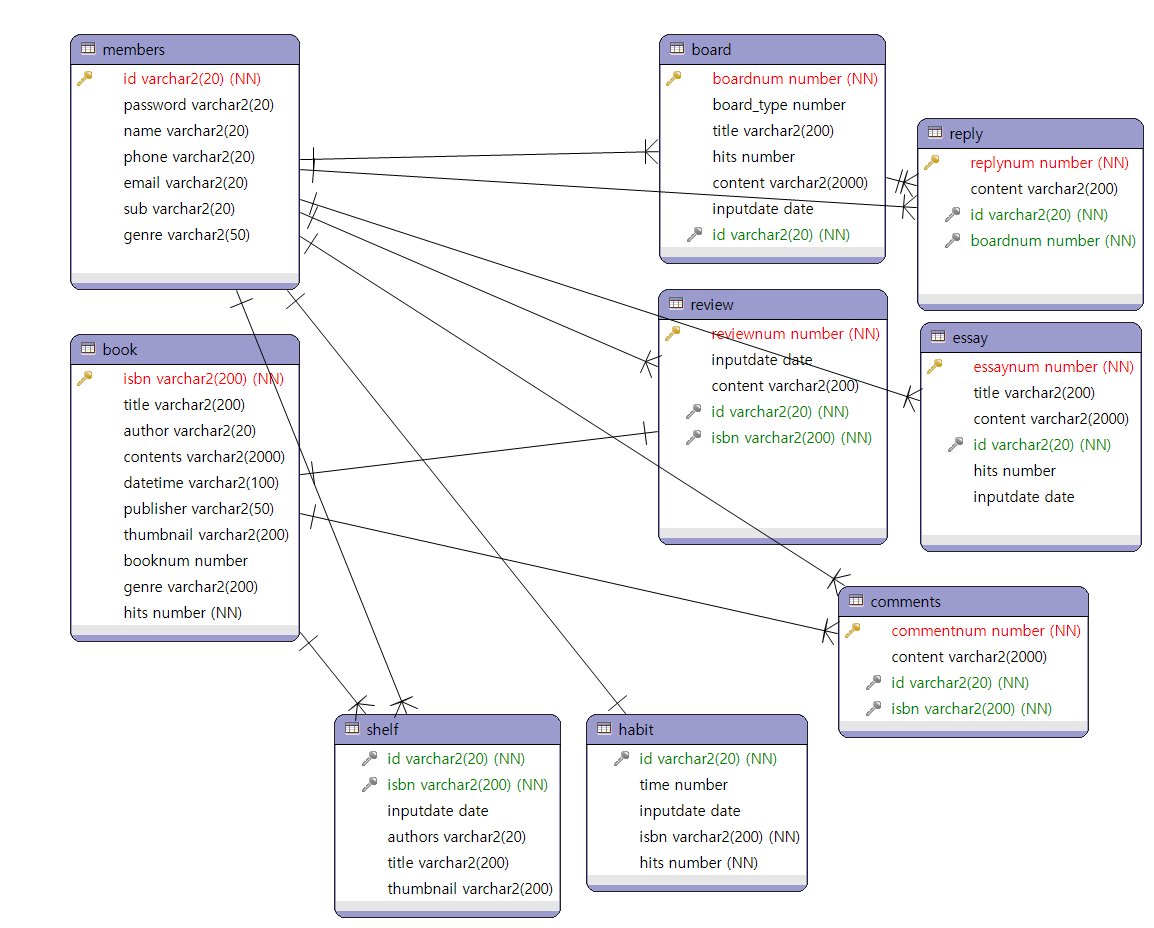 members
id varchar2(20) (NN)
password varchar2(20)
name varchar2(20)
phone varchar2(20)
email varchar2(20)
sub varchar2(20)
genre varchar2(50)
board
boardnum number (NN)
board_type number
title varchar2(200)
hits number
content varchar2(2000)
inputdate date
id varchar2(20) (NN)
reply
replynum number (NN)
content varchar2(200)
id varchar2(20) (NN)
boardnum number (NN)
book
isbn varchar2(200) (NN)
title varchar2(200)
author varchar2(20)
contents varchar2(2000)
datetime varchar2(100)
publisher varchar2(50)
thumbnail varchar2(200)
booknum number
genre varchar2(200)
hits number (NN)
review
reviewnum number (NN)
inputdate date
content varchar2(200)
id varchar2(20) (NN)
isbn varchar2(200) (NN)
essay
essaynum number (NN)
title varchar2(200)
content varchar2(2000)
id varchar2(20) (NN)
hits number
inputdate date
comments
commentnum number (NN)
content varchar2(2000)
id varchar2(20) (NN)
isbn varchar2(200) (NN)
shelf
id varchar2(20) (NN)
isbn varchar2(200) (NN)
inputdate date
authors varchar2(20)
title varchar2(200)
thumbnail varchar2(200)
habit
id varchar2(20) (NN)
time number
inputdate date
isbn varchar2(200) (NN)
hits number (NN)